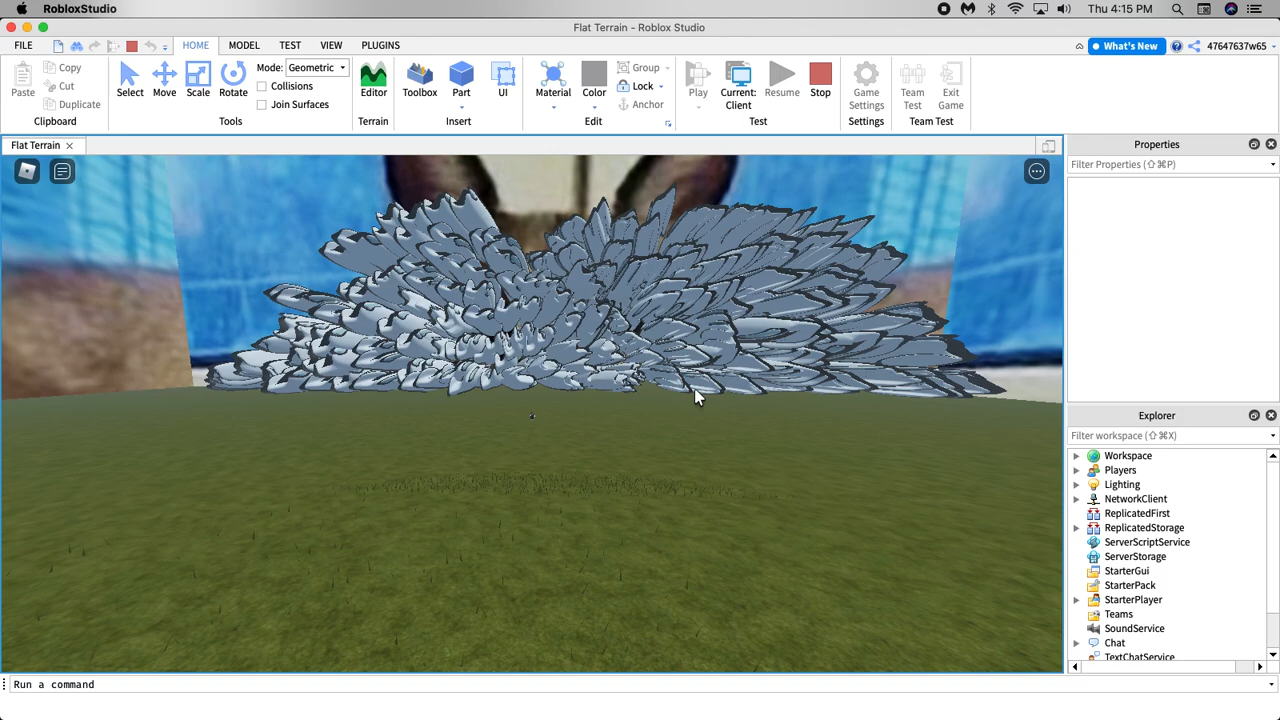 RobloxStudio
Thu 4:15 PM
Flat Terrain - Roblox Studio
FILE HOME MODEL TEST VIEW PLUGINS
What's New
47647637w65
Paste
Copy
Cut
Duplicate
Clipboard
Select Move Scale Rotate
Mode: Geometric
Collisions
Join Surfaces
Tools
Editor
Terrain
Toolbox Part UI
Insert
Material Color
Group
Lock
Anchor
Edit
Play Current: Client Resume Stop
Test
Game Settings
Settings
Team Test
Exit Game
Team Test
Flat Terrain
Properties
Filter Properties (⇧⌘P)
Explorer
Filter workspace (⇧⌘X)
Workspace
Players
Lighting
NetworkClient
ReplicatedFirst
ReplicatedStorage
ServerScriptService
ServerStorage
StarterGui
StarterPack
StarterPlayer
Teams
SoundService
Chat
TextChatService
Run a command